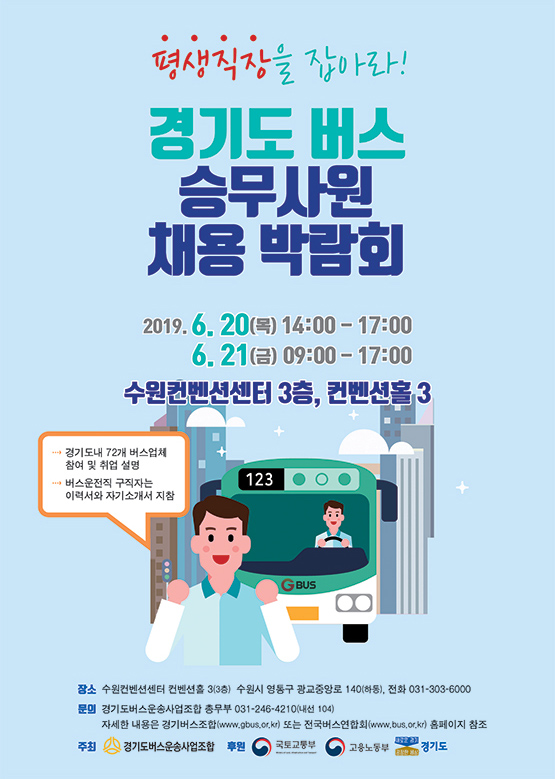 평생직장을 잡아라!
경기도 버스
승무사원
채용 박람회
2019. 6. 20(목) 14:00 – 17:00
6. 21(금) 09:00 – 17:00
수원컨벤션센터 3층, 컨벤션홀 3
경기도내 72개 버스업체
참여 및 취업 설명
버스운전직 구직자는
이력서와 자기소개서 지참
123
G BUS
장소 수원컨벤션센터 컨벤션홀 3(3층) 수원시 영통구 광교중앙로 140(하동), 전화 031-303-6000
문의 경기도버스운송사업조합 총무부 031-246-4210(내선 104)
자세한 내용은 경기버스조합(www.gbus.or.kr) 또는 전국버스연합회(www.bus.or.kr) 홈페이지 참조
주최 경기도버스운송사업조합 후원 국토교통부 고용노동부 경기도